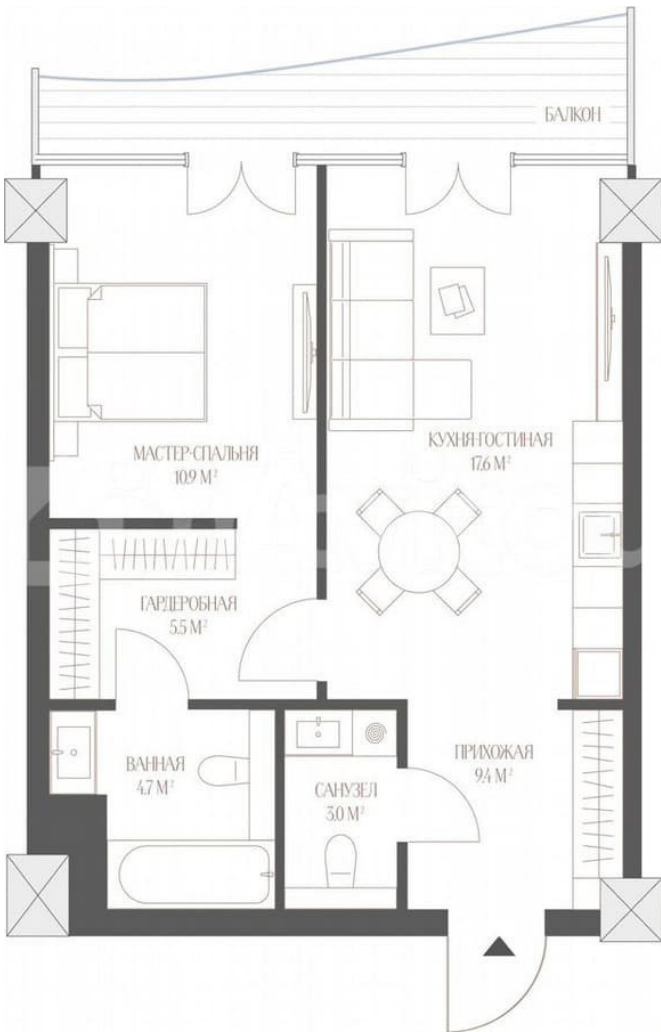 БАЛКОН
МАСТЕР-СПАЛЬНЯ
10.9 М²
КУХНЯ-ГОСТИНАЯ
17.6 М²
ГАРДЕРОБНАЯ
5.5 М²
ВАННАЯ
4.7 М²
САНУЗЕЛ
3.0 М²
ПРИХОЖАЯ
9.4 М²